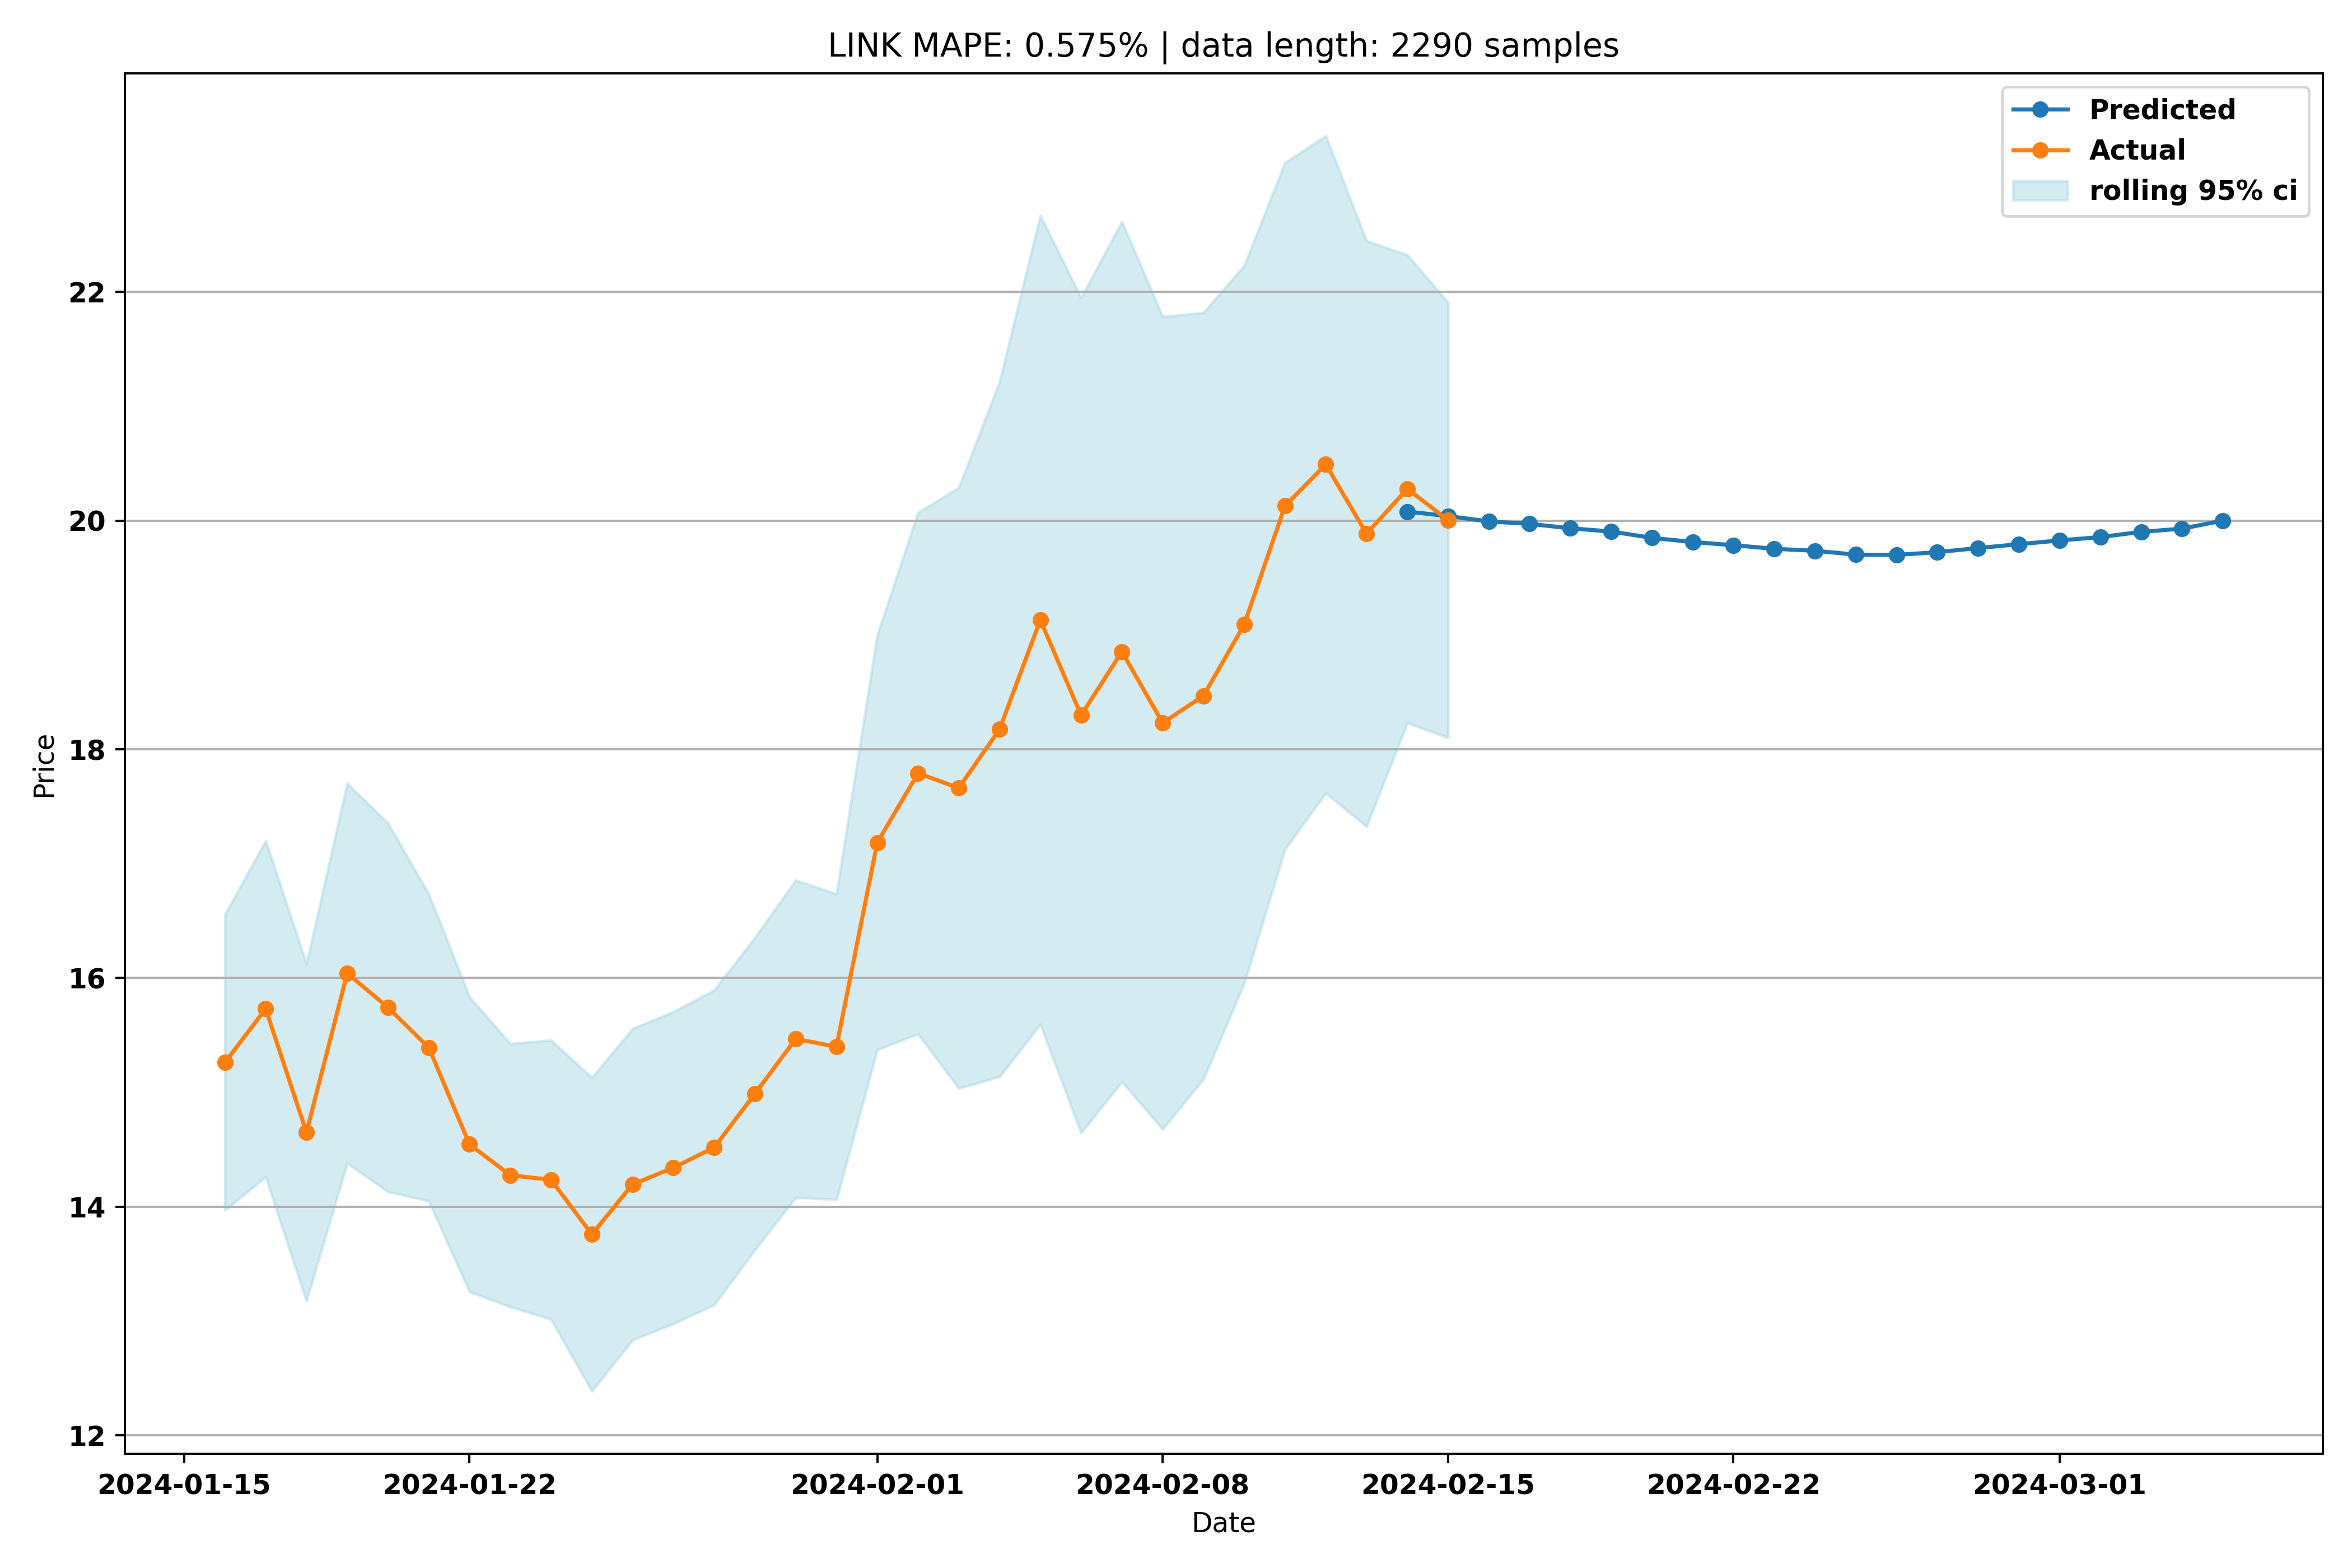 LINK MAPE: 0.575% | data length: 2290 samples
Predicted
Actual
rolling 95% ci
Price
22
20
18
16
14
12
2024-01-15
2024-01-22
2024-02-01
2024-02-08
2024-02-15
2024-02-22
2024-03-01
Date